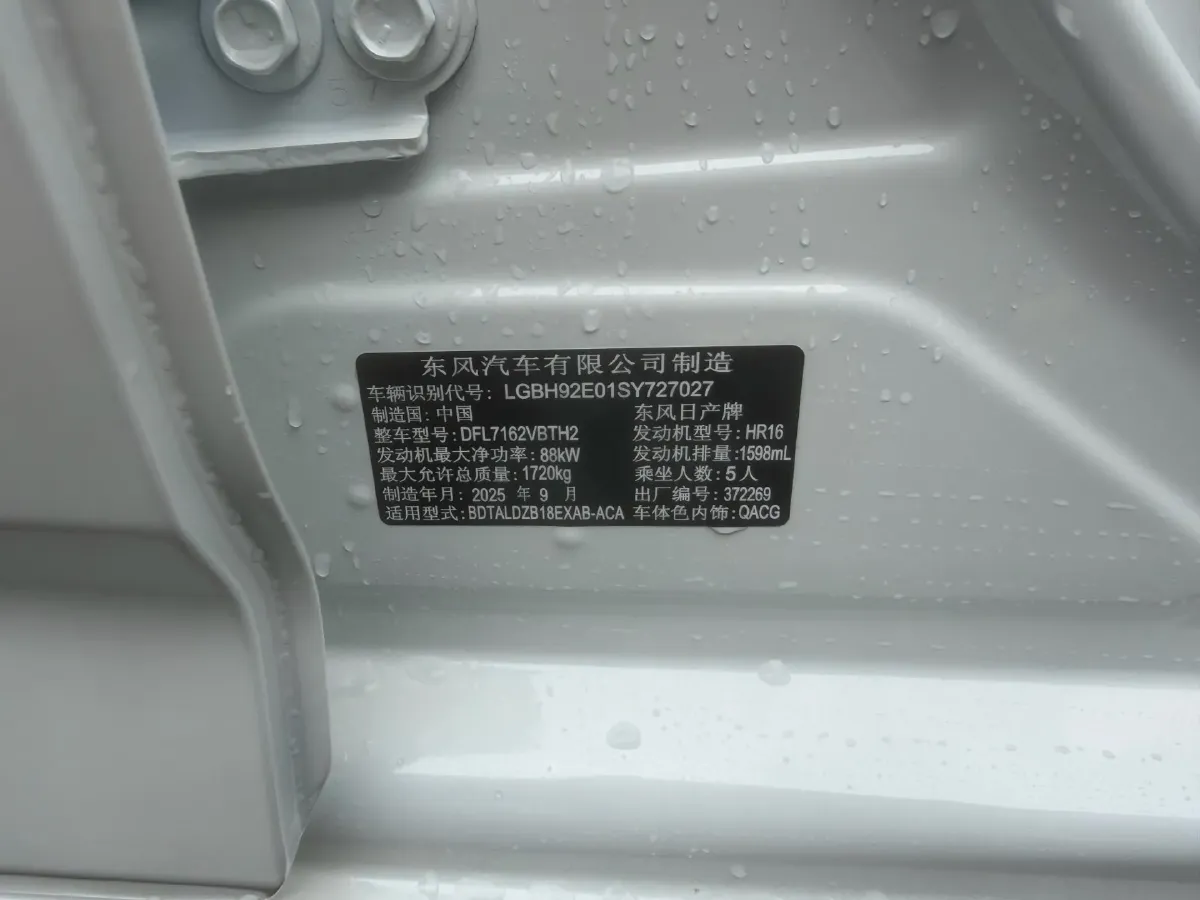 东风汽车有限公司制造
车辆识别代号: LGBH92E01SY727027
制造国: 中国 东风日产牌
整车型号:DFL7162VBTH2 发动机型号:HR16
发动机最大净功率: 88kW 发动机排量:1598mL
最大允许总质量: 1720kg 乘坐人数: 5 人
制造年月: 2025 年 9 月 出厂编号: 372269
适用型式:BDTALDZB18EXAB-ACA 车体色内饰:QACG